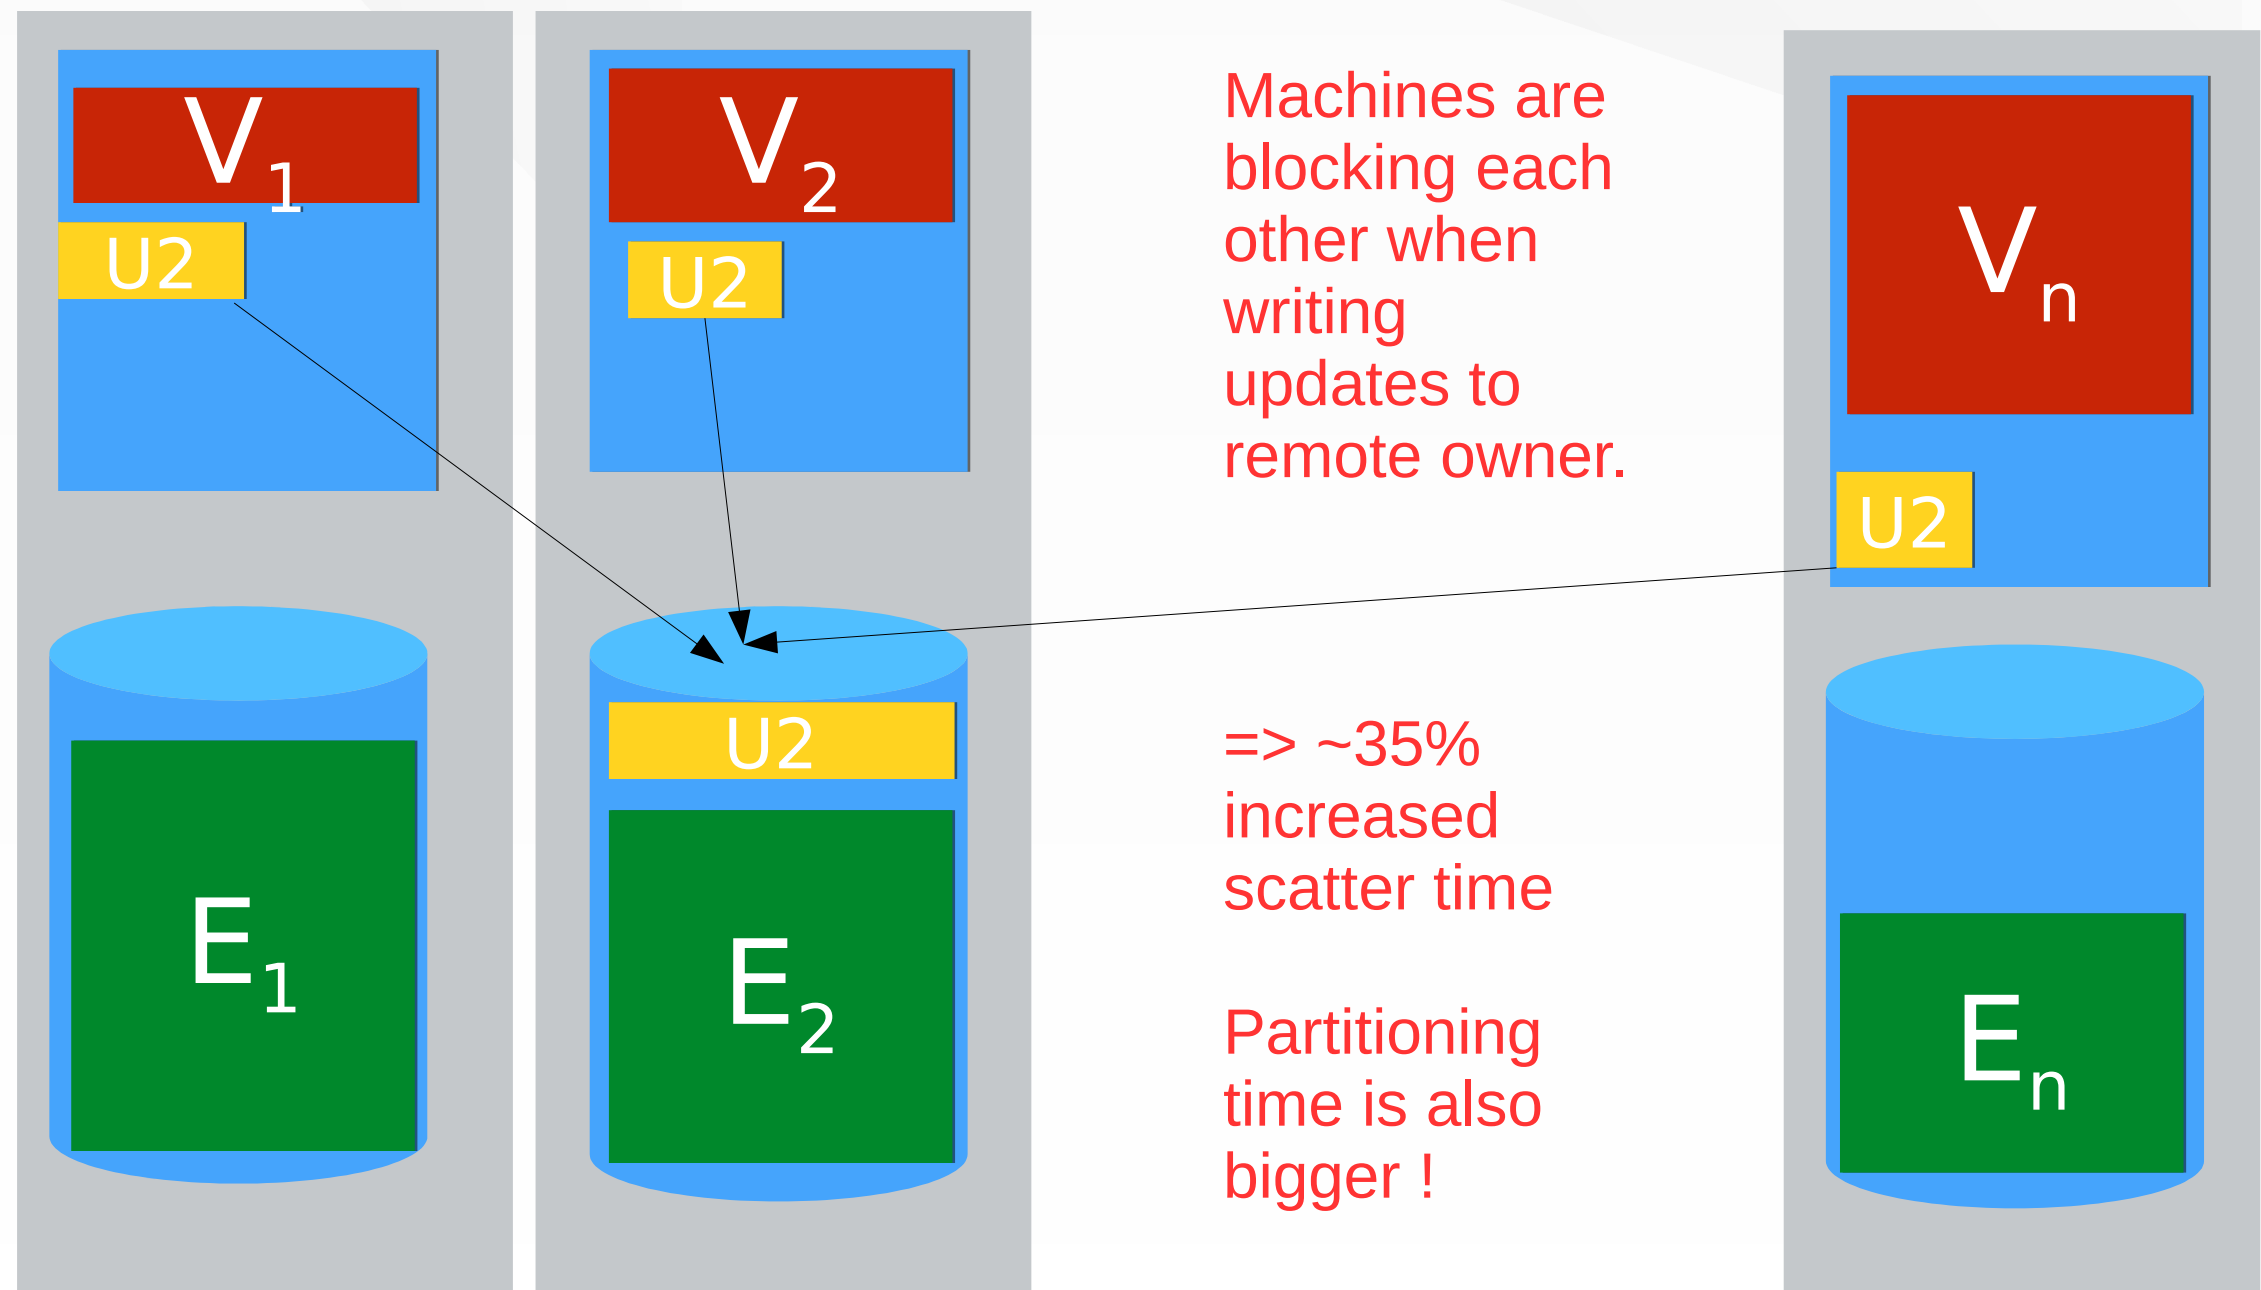 V1
U2
E1
V2
U2
U2
E2
Machines are
blocking each
other when
writing
updates to
remote owner.
=> ~35%
increased
scatter time
Partitioning
time is also
bigger !
Vn
U2
En